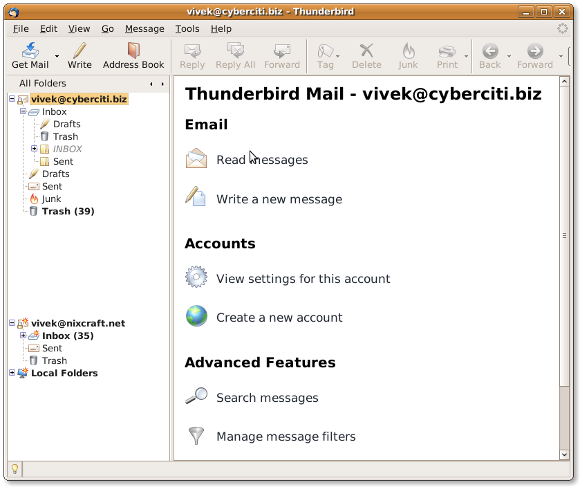 vivek@cyberciti.biz - Thunderbird
File Edit View Go Message Tools Help
Get Mail Write Address Book Reply Reply All Forward Tag Delete Junk Print Back Forward
All Folders
vivek@cyberciti.biz
Inbox
Drafts
Trash
INBOX
Sent
Drafts
Sent
Junk
Trash (39)
vivek@nixcraft.net
Inbox (35)
Sent
Trash
Local Folders
Thunderbird Mail - vivek@cyberciti.biz
Email
Read messages
Write a new message
Accounts
View settings for this account
Create a new account
Advanced Features
Search messages
Manage message filters